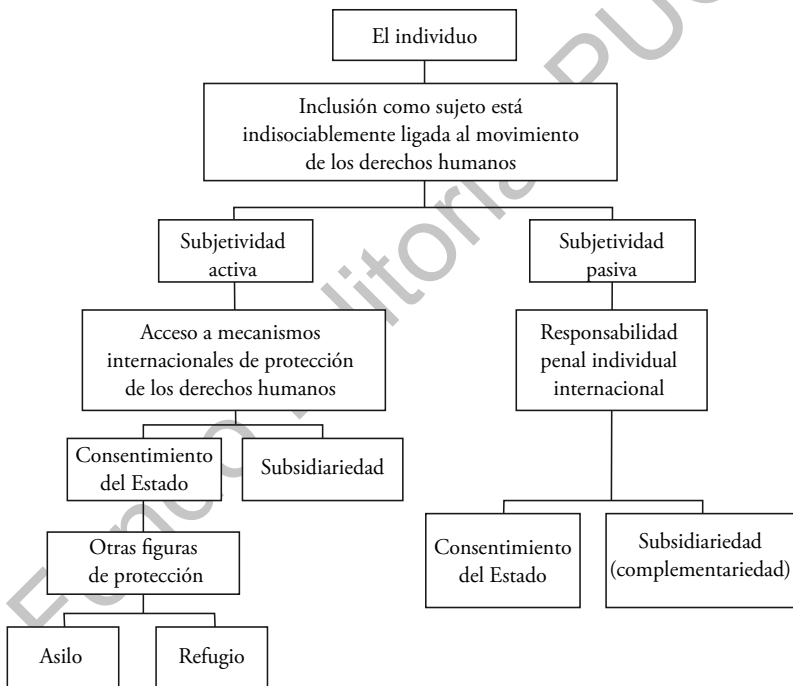 El individuo
Inclusión como sujeto está
indisociablemente ligada al movimiento
de los derechos humanos
Subjetividad
activa
Subjetividad
pasiva
Acceso a mecanismos
internacionales de protección
de los derechos humanos
Responsabilidad
penal individual
internacional
Consentimiento
del Estado
Subsidiariedad
Otras figuras
de protección
Consentimiento
del Estado
Subsidiariedad
(complementariedad)
Asilo
Refugio